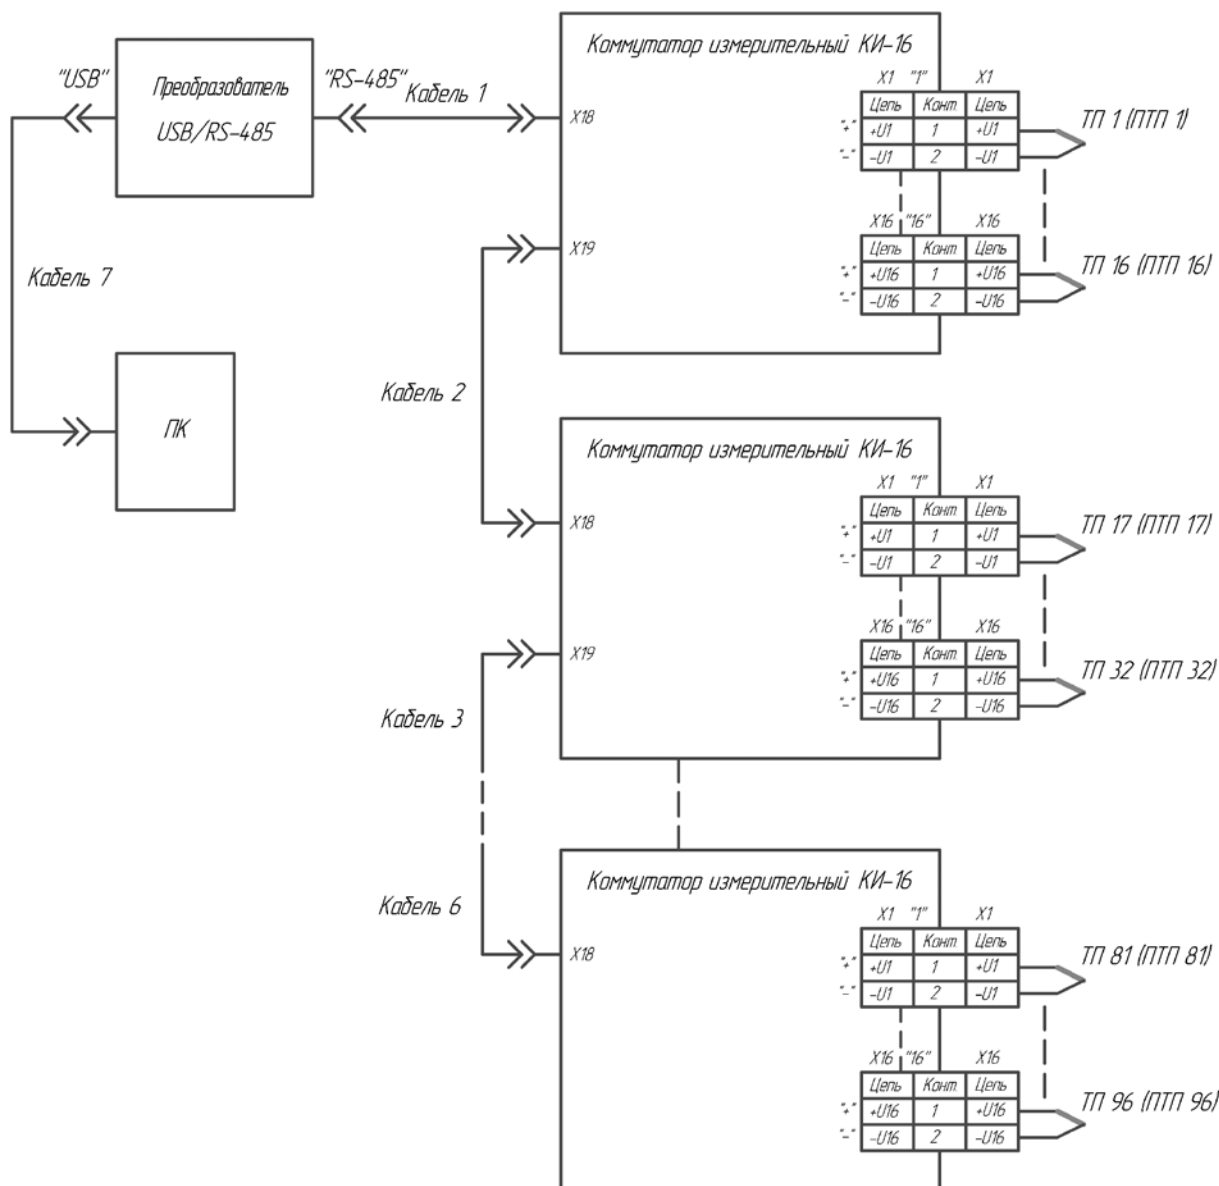 "USB"
Преобразователь
USB/RS-485
"RS-485"
Кабель 1
Кабель 7
ПК
Коммутатор измерительный КИ-16
X18
X19
X1 "1" X1
Цепь Конт Цепь
"+" +U1 1 +U1
"-" -U1 2 -U1
ТП 1 (ПТП 1)
X16 "16" X16
Цепь Конт Цепь
"+" +U16 1 +U16
"-" -U16 2 -U16
ТП 16 (ПТП 16)
Кабель 2
Коммутатор измерительный КИ-16
X18
X19
X1 "1" X1
Цепь Конт Цепь
"+" +U1 1 +U1
"-" -U1 2 -U1
ТП 17 (ПТП 17)
X16 "16" X16
Цепь Конт Цепь
"+" +U16 1 +U16
"-" -U16 2 -U16
ТП 32 (ПТП 32)
Кабель 3
Кабель 6
Коммутатор измерительный КИ-16
X18
X1 "1" X1
Цепь Конт Цепь
"+" +U1 1 +U1
"-" -U1 2 -U1
ТП 81 (ПТП 81)
X16 "16" X16
Цепь Конт Цепь
"+" +U16 1 +U16
"-" -U16 2 -U16
ТП 96 (ПТП 96)